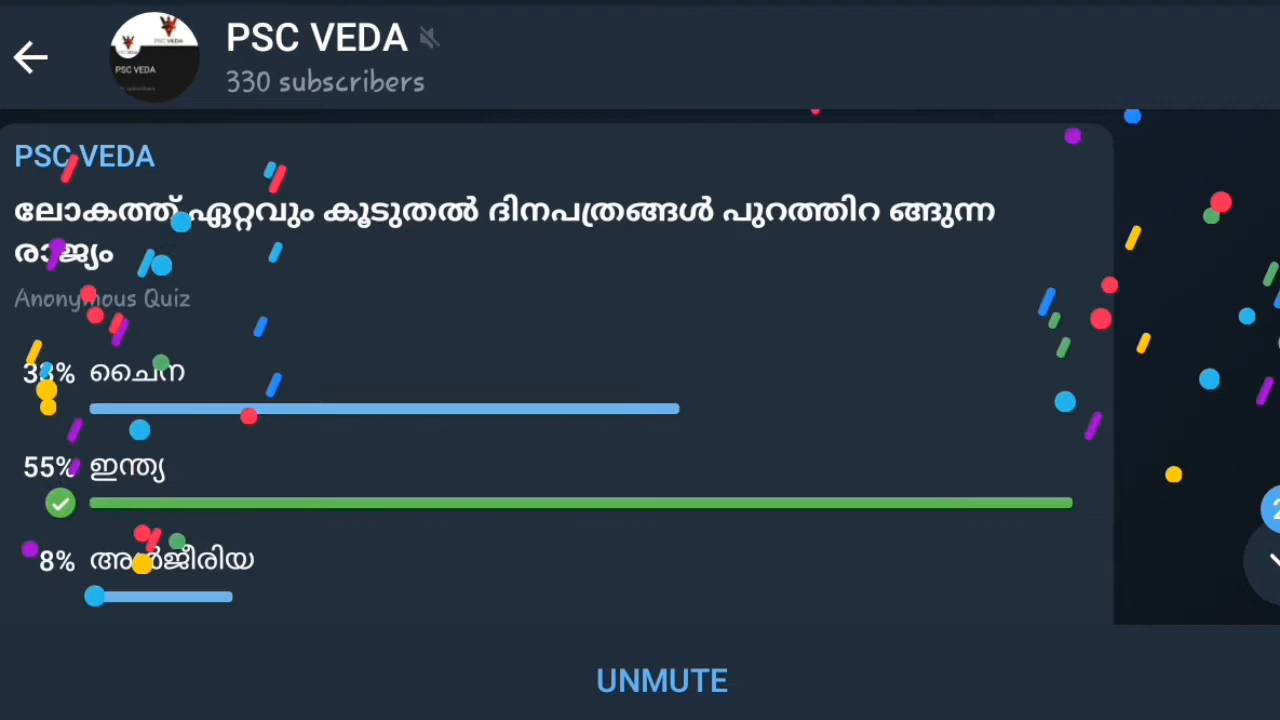 PSC VEDA
330 subscribers
PSC VEDA
ലോകത്ത് ഏറ്റവും കൂടുതൽ ദിനപത്രങ്ങൾ പുറത്തിറ ങ്ങുന്ന
രാജ്യം
Anonymous Quiz
ചൈന
55% ഇന്ത്യ
8% അൾജീരിയ
UNMUTE